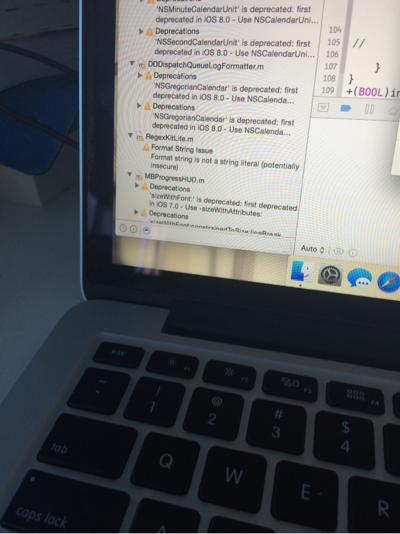 Deprecations
'NSMinuteCalendarUnit' is deprecated: first
deprecated in iOS 8.0 - Use NSCalendarUni...
Deprecations
'NSSecondCalendarUnit' is deprecated: first
deprecated in iOS 8.0 - Use NSCalendarUni...
DDDispatchQueueLogFormatter.m
Deprecations
'NSGregorianCalendar' is deprecated: first
deprecated in iOS 8.0 - Use NSCalenda...
Deprecations
'NSGregorianCalendar' is deprecated: first
deprecated in iOS 8.0 - Use NSCalenda...
RegexKitLite.m
Format String Issue
Format string is not a string literal (potentially
insecure)
MBProgressHUD.m
Deprecations
'sizeWithFont:' is deprecated: first deprecated
in iOS 7.0 - Use -sizeWithAttributes:
Deprecations
104
105 //
106
107 }
108 }
109 +(BOOL)in
Auto
esc
F1
F2
F3
F4
~
!
1
@
2
#
3
$
4
tab
Q
W
E
R
caps lock
A